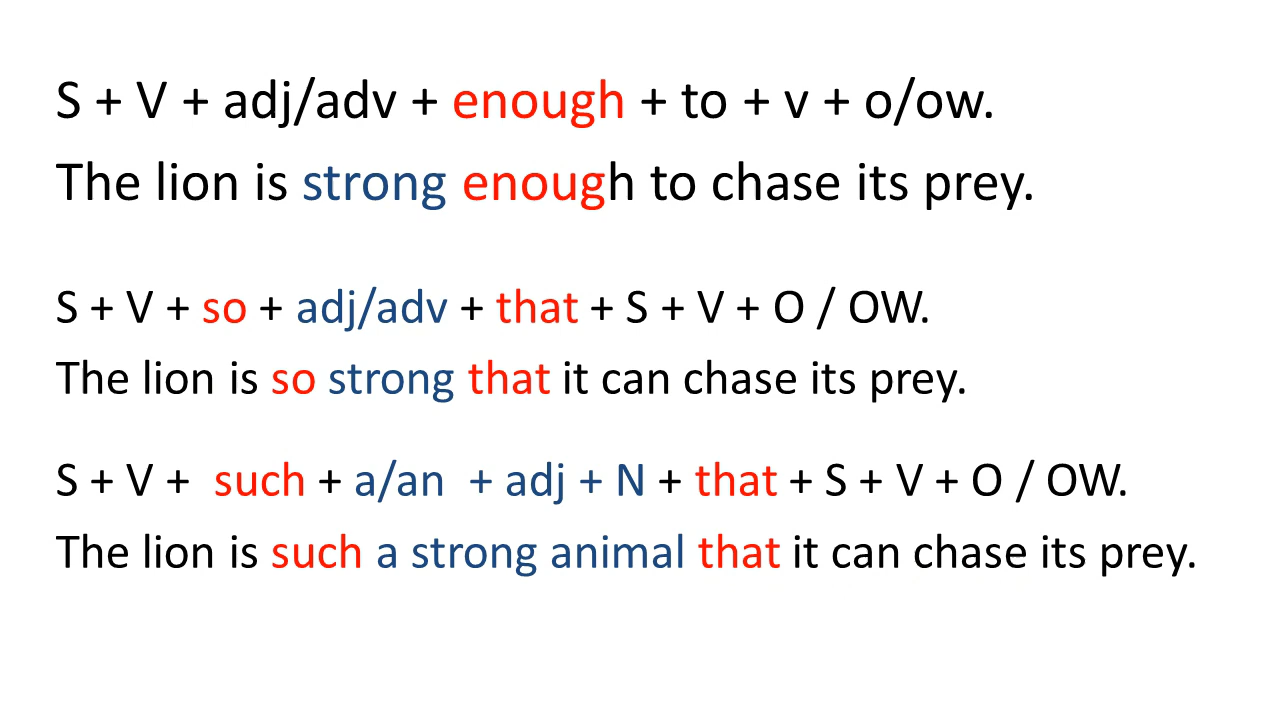 S + V + adj/adv + enough + to + v + o/ow.
The lion is strong enough to chase its prey.
S + V + so + adj/adv + that + S + V + O / OW.
The lion is so strong that it can chase its prey.
S + V + such + a/an + adj + N + that + S + V + O / OW.
The lion is such a strong animal that it can chase its prey.